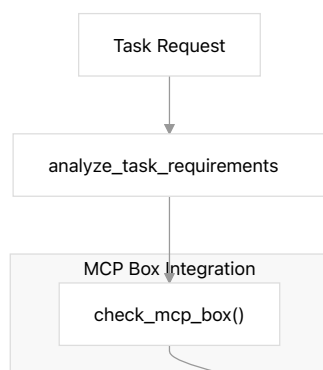 Task Request
analyze_task_requirements
MCP Box Integration
check_mcp_box()